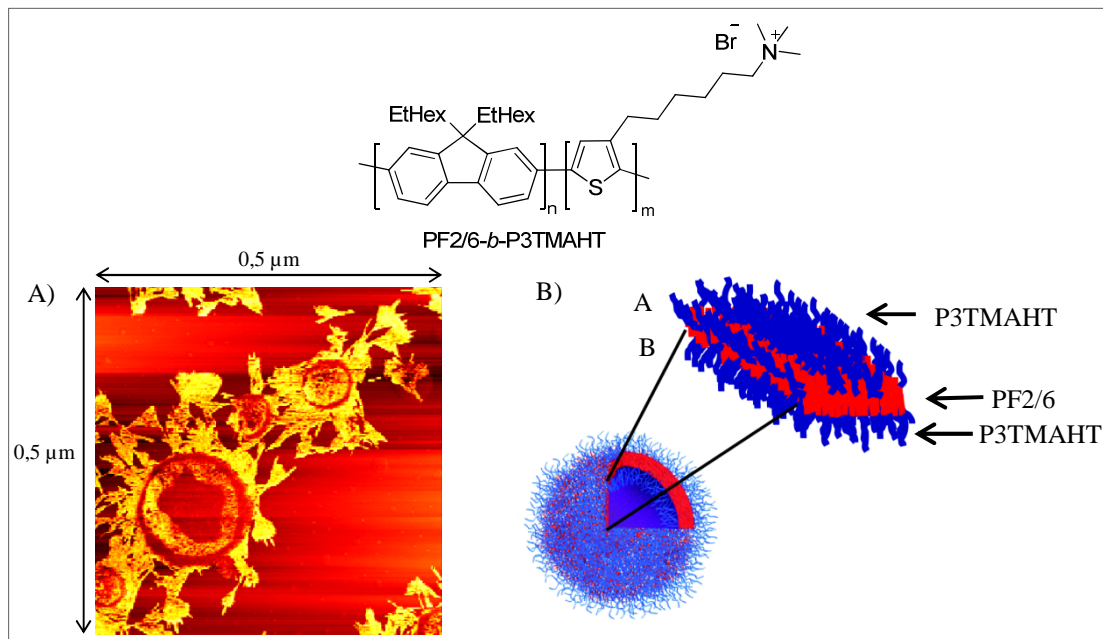 Br⁻
N⁺
EtHex EtHex
S
n
m
PF2/6-b-P3TMAHT
0,5 µm
A)
0,5 µm
B)
A
B
P3TMAHT
PF2/6
P3TMAHT